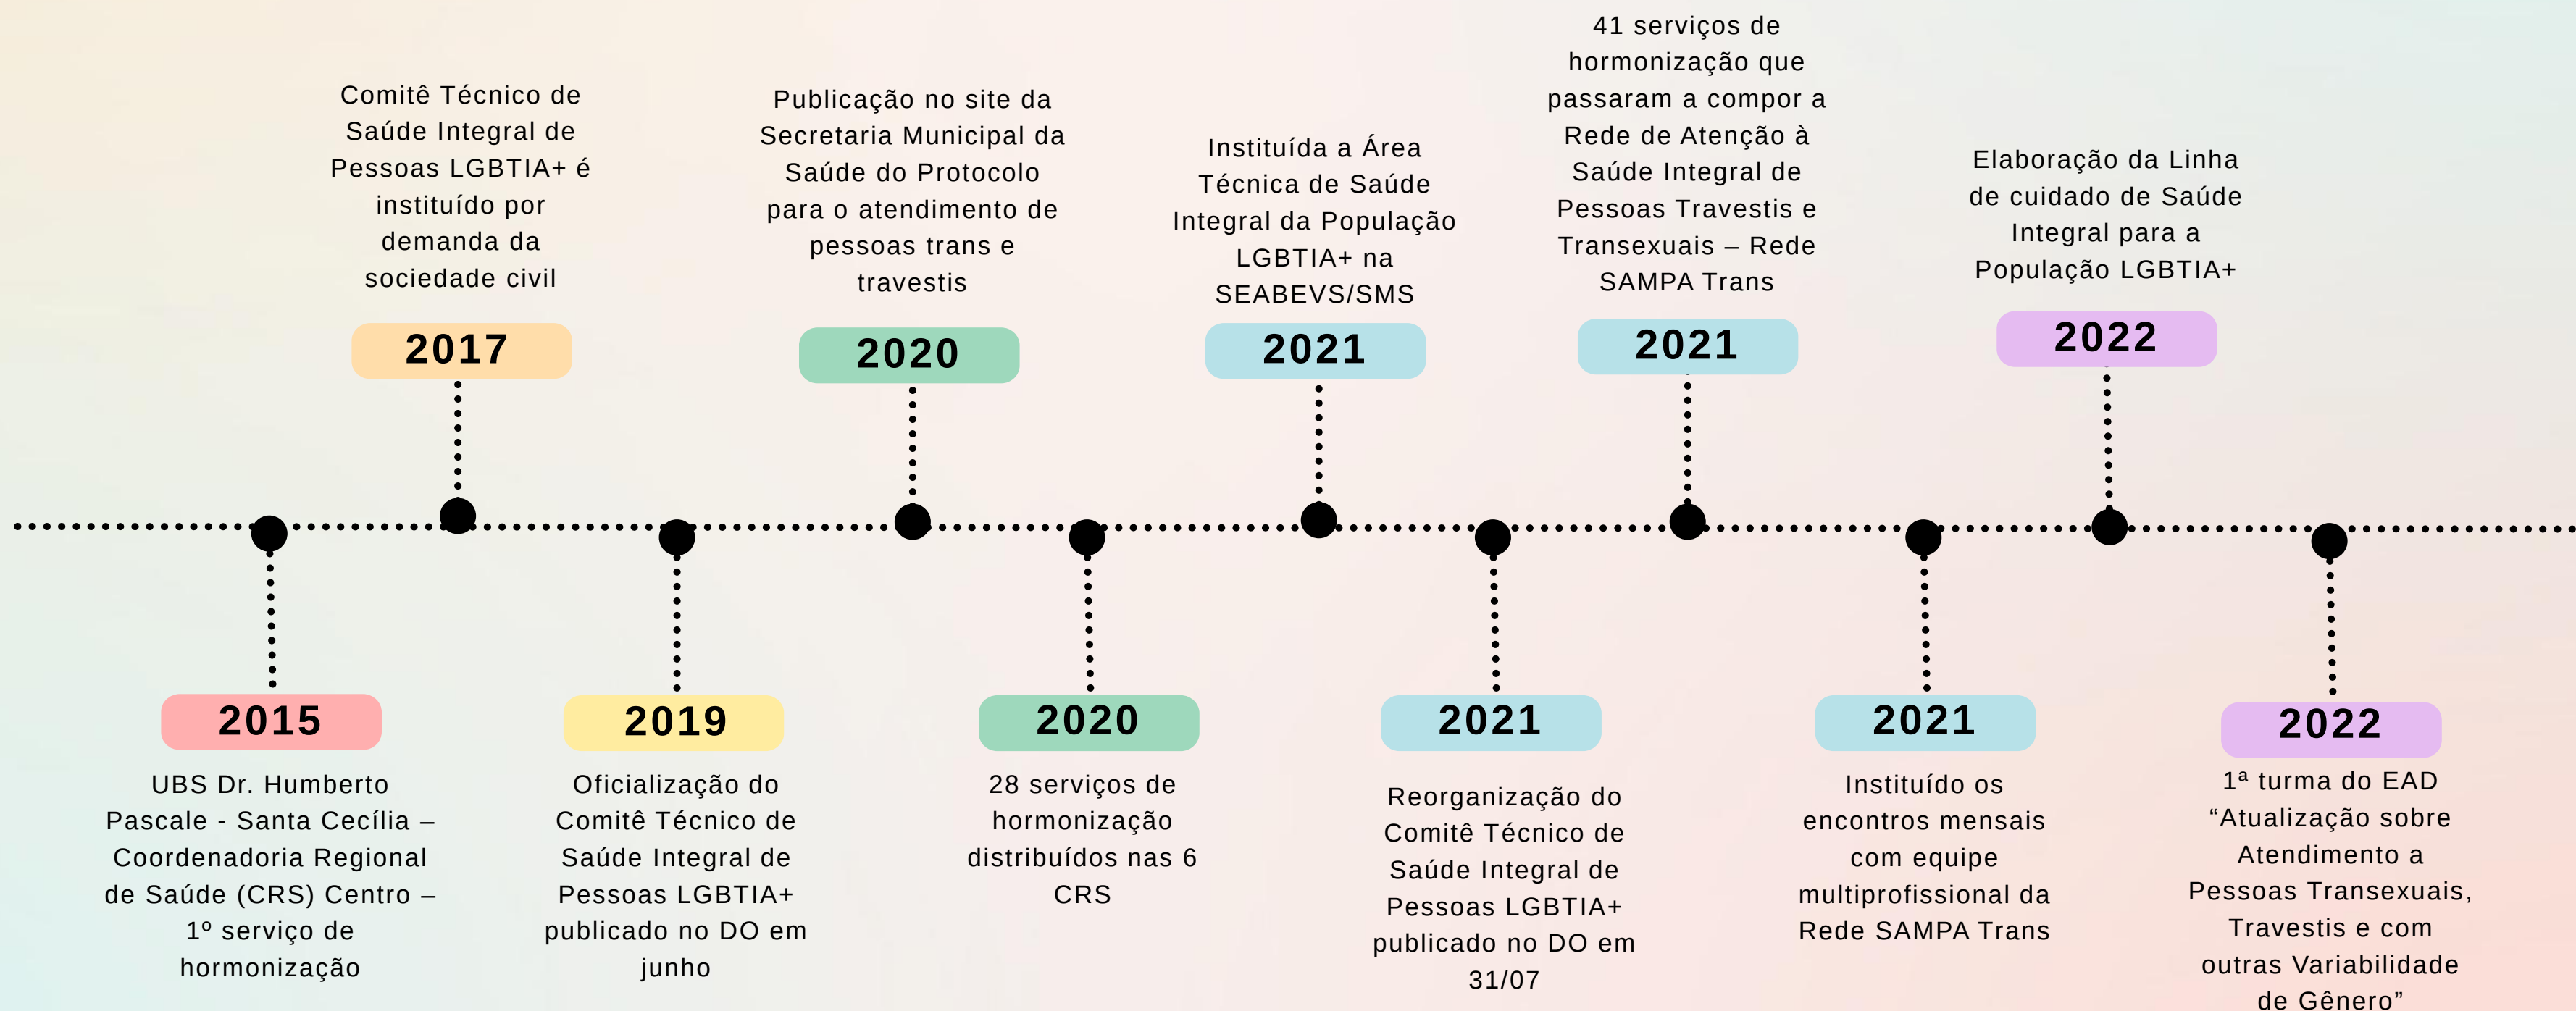 UBS Dr. Humberto
Pascale - Santa Cecília –
Coordenadoria Regional
de Saúde (CRS) Centro –
1º serviço de
hormonização
2015
Comitê Técnico de
Saúde Integral de
Pessoas LGBTIA+ é
instituído por
demanda da
sociedade civil
2017
2019
Oficialização do
Comitê Técnico de
Saúde Integral de
Pessoas LGBTIA+
publicado no DO em
junho
Publicação no site da
Secretaria Municipal da
Saúde do Protocolo
para o atendimento de
pessoas trans e
travestis
2020
2020
28 serviços de
hormonização
distribuídos nas 6
CRS
Instituída a Área
Técnica de Saúde
Integral da População
LGBTIA+ na
SEABEVS/SMS
2021
2021
Reorganização do
Comitê Técnico de
Saúde Integral de
Pessoas LGBTIA+
publicado no DO em
31/07
41 serviços de
hormonização que
passaram a compor a
Rede de Atenção à
Saúde Integral de
Pessoas Travestis e
Transexuais – Rede
SAMPA Trans
2021
2021
Instituído os
encontros mensais
com equipe
multiprofissional da
Rede SAMPA Trans
Elaboração da Linha
de cuidado de Saúde
Integral para a
População LGBTIA+
2022
2022
1ª turma do EAD
“Atualização sobre
Atendimento a
Pessoas Transexuais,
Travestis e com
outras Variabilidade
de Gênero”